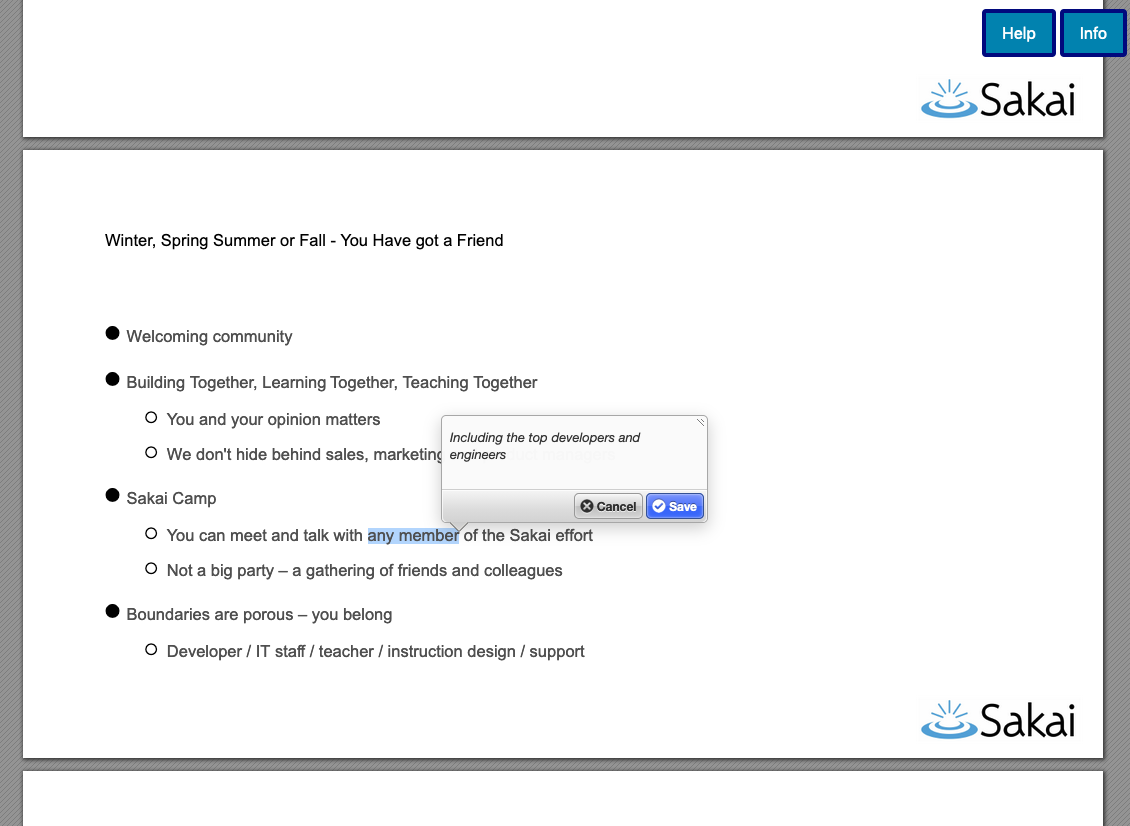 Help
Info
Sakai
Winter, Spring Summer or Fall - You Have got a Friend
Welcoming community
Building Together, Learning Together, Teaching Together
You and your opinion matters
We don't hide behind sales, marketing
Including the top developers and
engineers
Cancel
Save
Sakai Camp
You can meet and talk with any member of the Sakai effort
Not a big party – a gathering of friends and colleagues
Boundaries are porous – you belong
Developer / IT staff / teacher / instruction design / support
Sakai